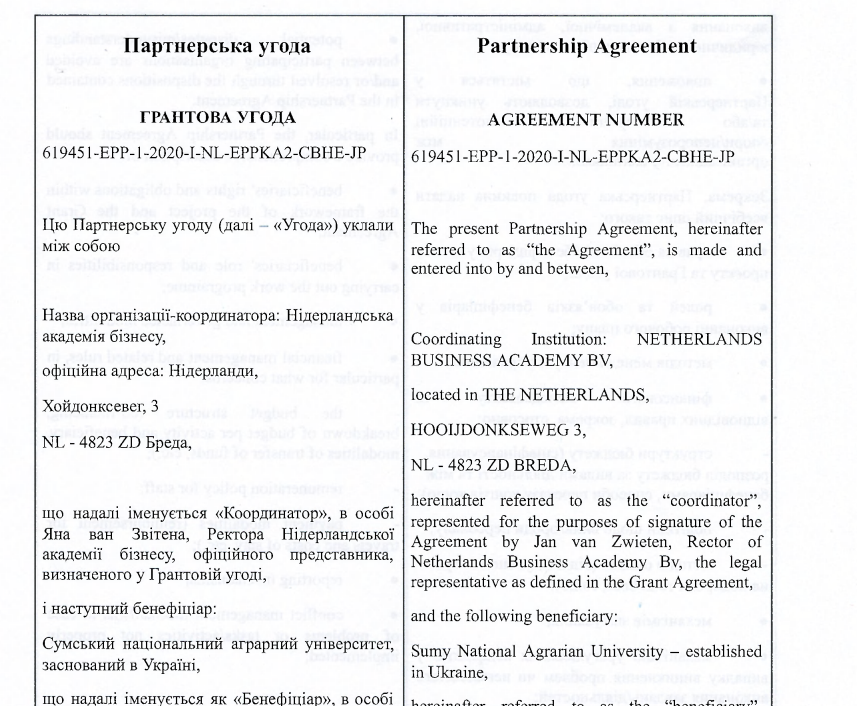 Партнерська угода
ГРАНТОВА УГОДА
619451-EPP-1-2020-I-NL-EPPKA2-CBHE-JP
Цю Партнерську угоду (далі – «Угода») уклали
між собою
Назва організації-координатора: Нідерландська
академія бізнесу,
офіційна адреса: Нідерланди,
Хойдонксевег, 3
NL - 4823 ZD Бреда,
що надалі іменується «Координатор», в особі
Яна ван Звітена, Ректора Нідерландської
академії бізнесу, офіційного представника,
визначеного у Грантовій угоді,
і наступний бенефіціар:
Сумський національний аграрний університет,
заснований в Україні,
що надалі іменується як «Бенефіціар», в особі
Partnership Agreement
AGREEMENT NUMBER
619451-EPP-1-2020-I-NL-EPPKA2-CBHE-JP
The present Partnership Agreement, hereinafter
referred to as “the Agreement”, is made and
entered into by and between,
Coordinating Institution: NETHERLANDS
BUSINESS ACADEMY BV,
located in THE NETHERLANDS,
HOOIJDONKSEWEG 3,
NL - 4823 ZD BREDA,
hereinafter referred to as the “coordinator”,
represented for the purposes of signature of the
Agreement by Jan van Zwieten, Rector of
Netherlands Business Academy Bv, the legal
representative as defined in the Grant Agreement,
and the following beneficiary:
Sumy National Agrarian University – established
in Ukraine,
hereinafter referred to as the “beneficiary”,